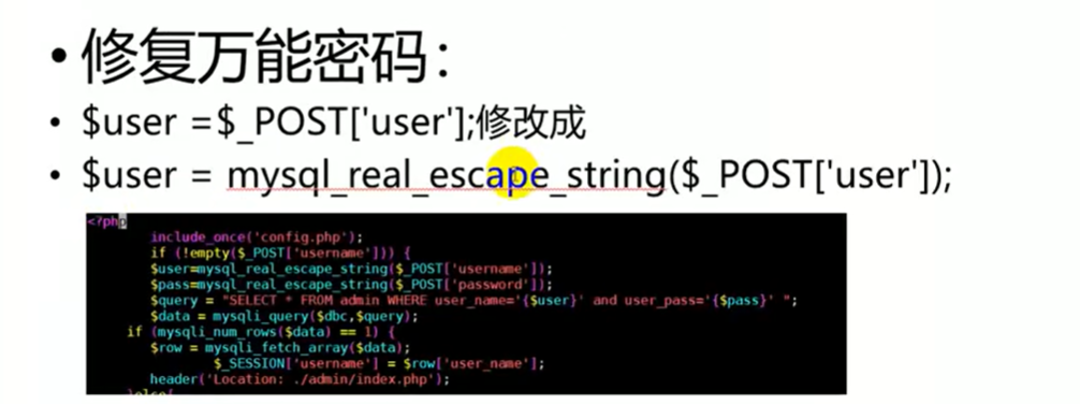 • 修复万能密码：
• $user =$_POST['user'];修改成
• $user = mysql_real_escape_string($_POST['user']);
<?php
include_once('config.php');
if (!empty($_POST['username'])) {
$user=mysql_real_escape_string($_POST['username']);
$pass=mysql_real_escape_string($_POST['password']);
$query = "SELECT * FROM admin WHERE user_name='{$user}' and user_pass='{$pass}' ";
$data = mysqli_query($dbc,$query);
if (mysqli_num_rows($data) == 1) {
$row = mysqli_fetch_array($data);
$_SESSION['username'] = $row['user_name'];
header('Location: ./admin/index.php');
}else{